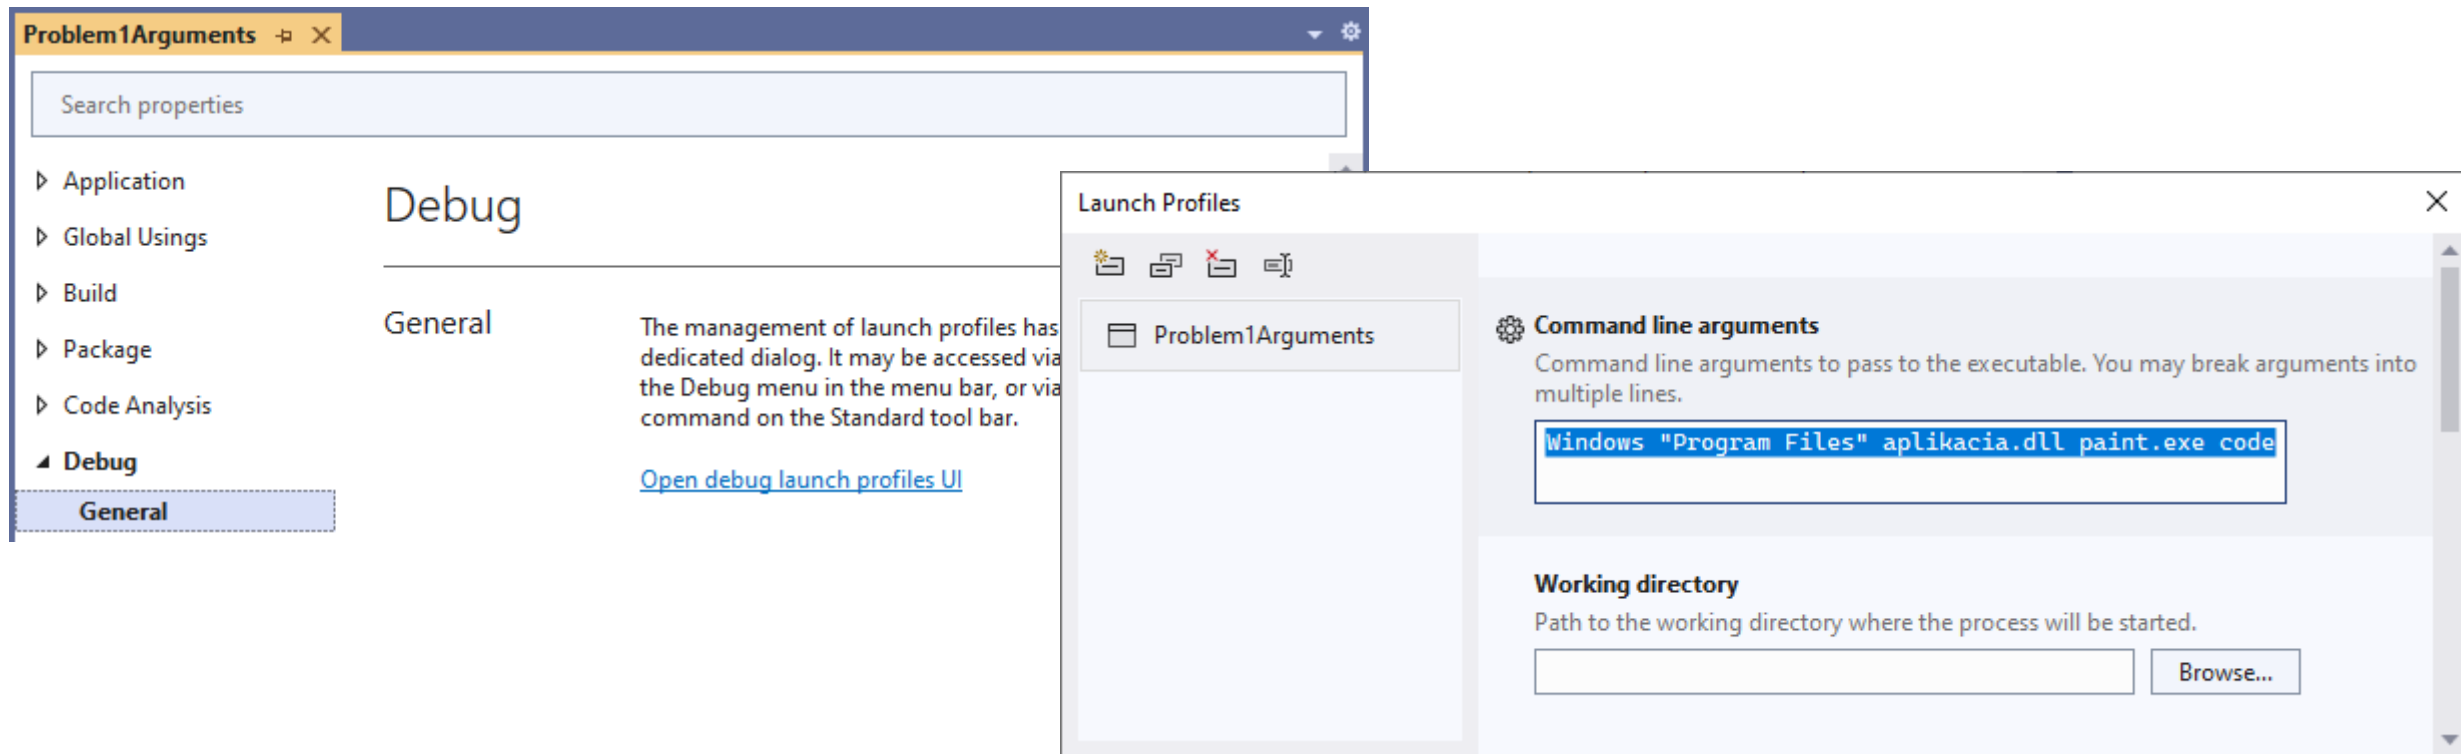 Problem1Arguments
Search properties
Application
Global Usings
Build
Package
Code Analysis
Debug
General
Debug
General
The management of launch profiles has
dedicated dialog. It may be accessed via
the Debug menu in the menu bar, or via
command on the Standard tool bar.
Open debug launch profiles UI
Launch Profiles
Problem1Arguments
Command line arguments
Command line arguments to pass to the executable. You may break arguments into
multiple lines.
Windows "Program Files" aplikacia.dll paint.exe code
Working directory
Path to the working directory where the process will be started.
Browse...